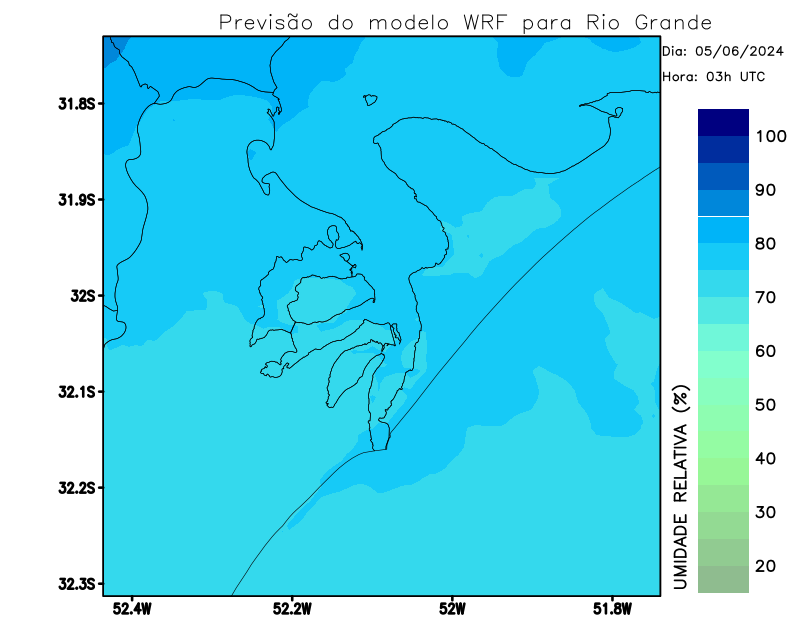 Previsão do modelo WRF para Rio Grande
Dia: 05/06/2024
Hora: 03h UTC
31.8S
31.9S
32S
32.1S
32.2S
32.3S
52.4W
52.2W
52W
51.8W
UMIDADE RELATIVA (%)
100
90
80
70
60
50
40
30
20